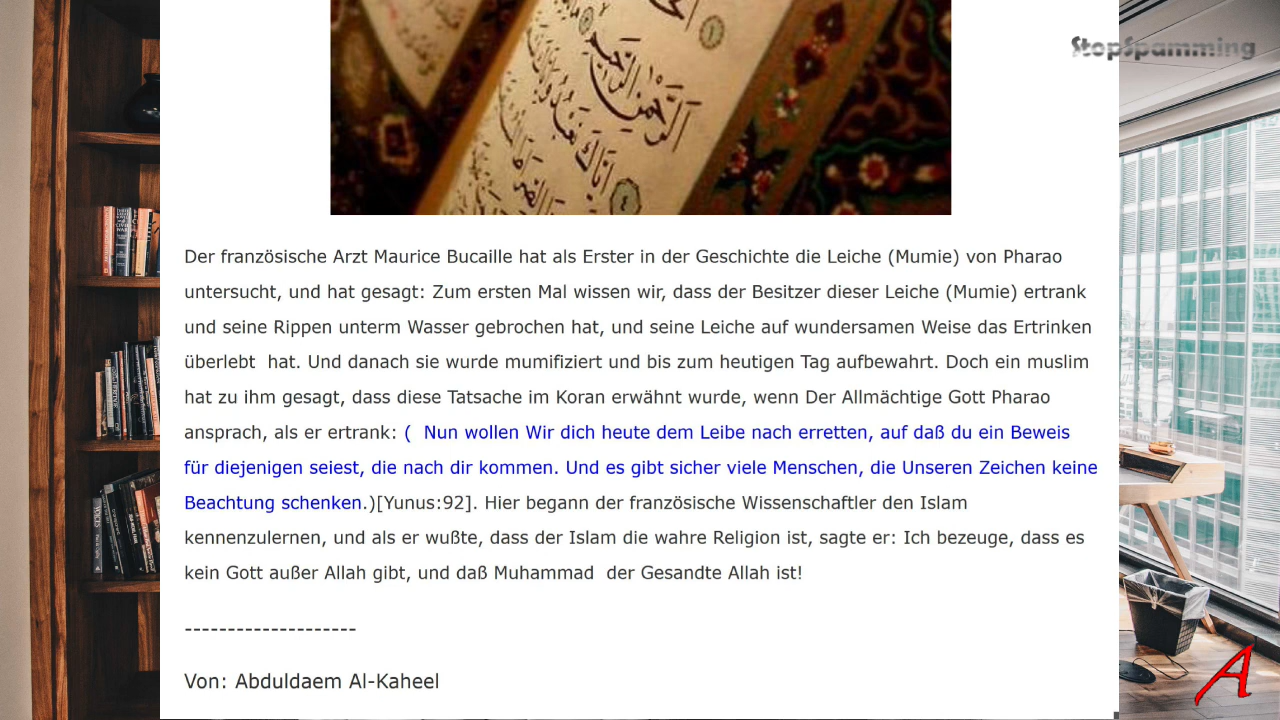 StopSpamming
الرحمن الرحيم
Der französische Arzt Maurice Bucaille hat als Erster in der Geschichte die Leiche (Mumie) von Pharao
untersucht, und hat gesagt: Zum ersten Mal wissen wir, dass der Besitzer dieser Leiche (Mumie) ertrank
und seine Rippen unterm Wasser gebrochen hat, und seine Leiche auf wundersamen Weise das Ertrinken
überlebt  hat. Und danach sie wurde mumifiziert und bis zum heutigen Tag aufbewahrt. Doch ein muslim
hat zu ihm gesagt, dass diese Tatsache im Koran erwähnt wurde, wenn Der Allmächtige Gott Pharao
ansprach, als er ertrank: (  Nun wollen Wir dich heute dem Leibe nach erretten, auf daß du ein Beweis
für diejenigen seiest, die nach dir kommen. Und es gibt sicher viele Menschen, die Unseren Zeichen keine
Beachtung schenken.)[Yunus:92]. Hier begann der französische Wissenschaftler den Islam
kennenzulernen, und als er wußte, dass der Islam die wahre Religion ist, sagte er: Ich bezeuge, dass es
kein Gott außer Allah gibt, und daß Muhammad  der Gesandte Allah ist!
--------------------
Von: Abduldaem Al-Kaheel
A